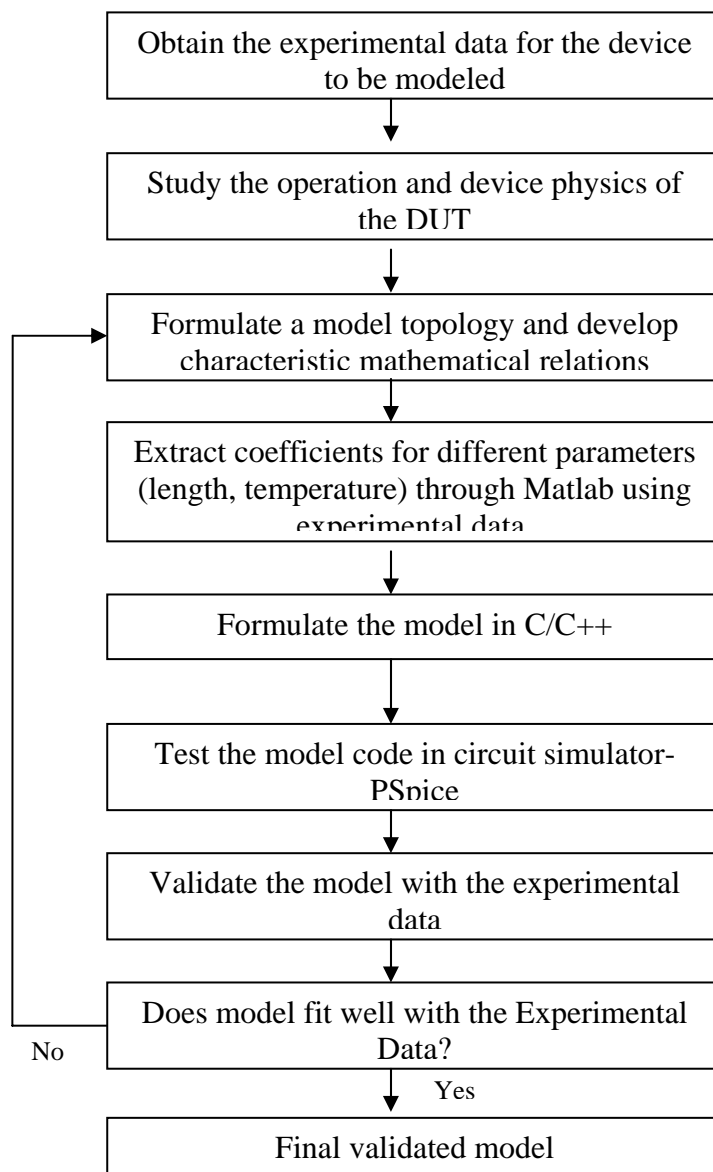 Obtain the experimental data for the device
to be modeled
Study the operation and device physics of
the DUT
Formulate a model topology and develop
characteristic mathematical relations
Extract coefficients for different parameters
(length, temperature) through Matlab using
experimental data
Formulate the model in C/C++
Test the model code in circuit simulator-
PSpice
Validate the model with the experimental
data
Does model fit well with the Experimental
Data?
No
Yes
Final validated model